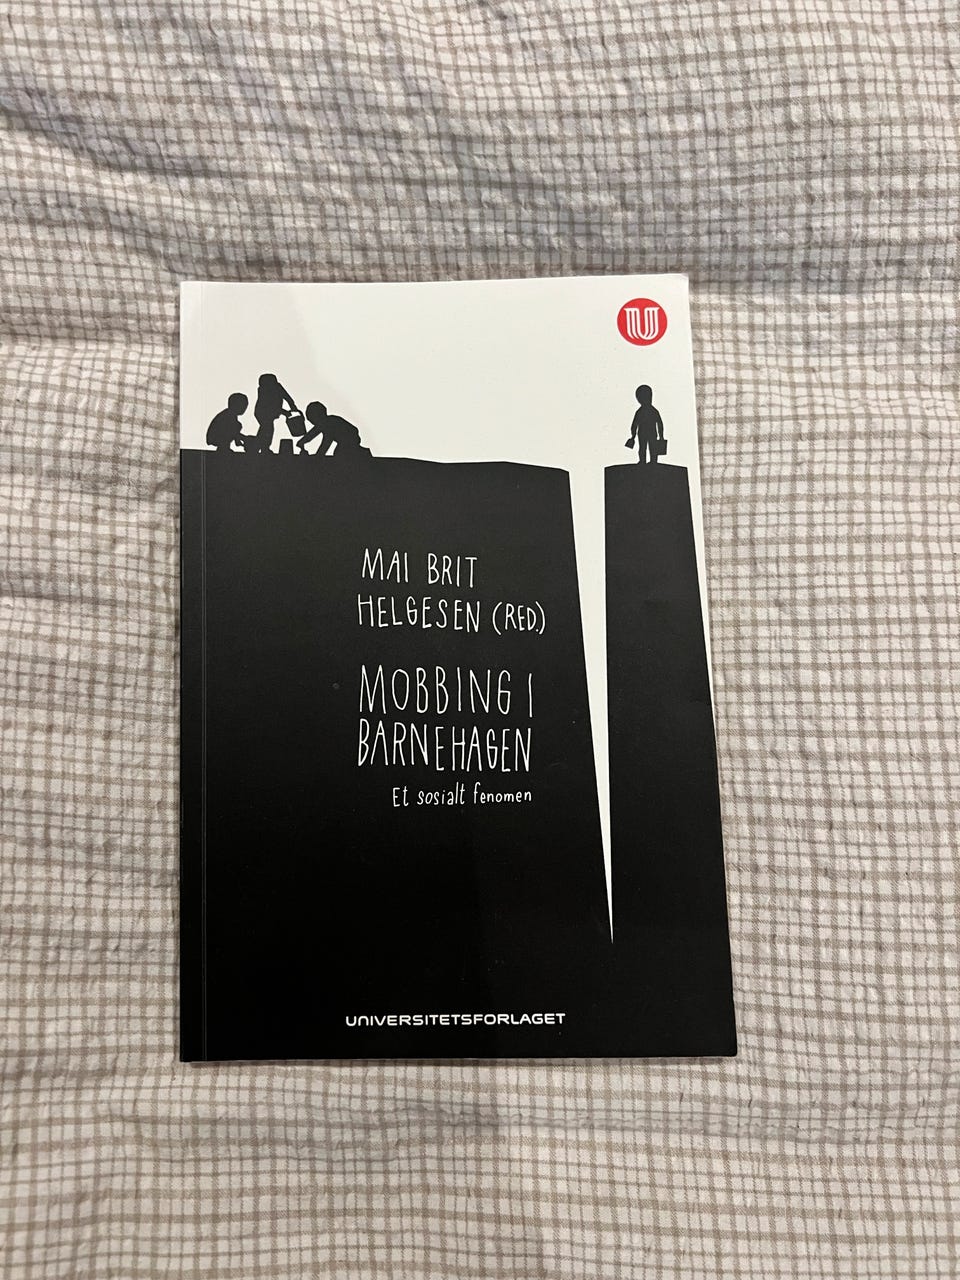 MAI BRIT
HELGESEN (RED.)
MOBBING I
BARNEHAGEN
Et sosialt fenomen
UNIVERSITETSFORLAGET